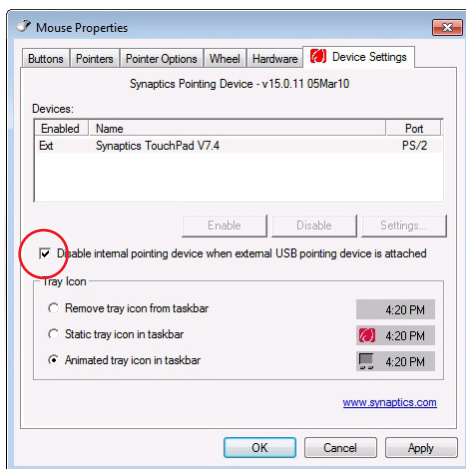 Mouse Properties
Buttons Pointers Pointer Options Wheel Hardware Device Settings
Synaptics Pointing Device - v15.0.11 05Mar10
Devices:
Enabled Name Port
Ext Synaptics TouchPad V7.4 PS/2
Enable Disable Settings...
Disable internal pointing device when external USB pointing device is attached
Tray Icon
Remove tray icon from taskbar 4:20 PM
Static tray icon in taskbar 4:20 PM
Animated tray icon in taskbar 4:20 PM
www.synaptics.com
OK Cancel Apply